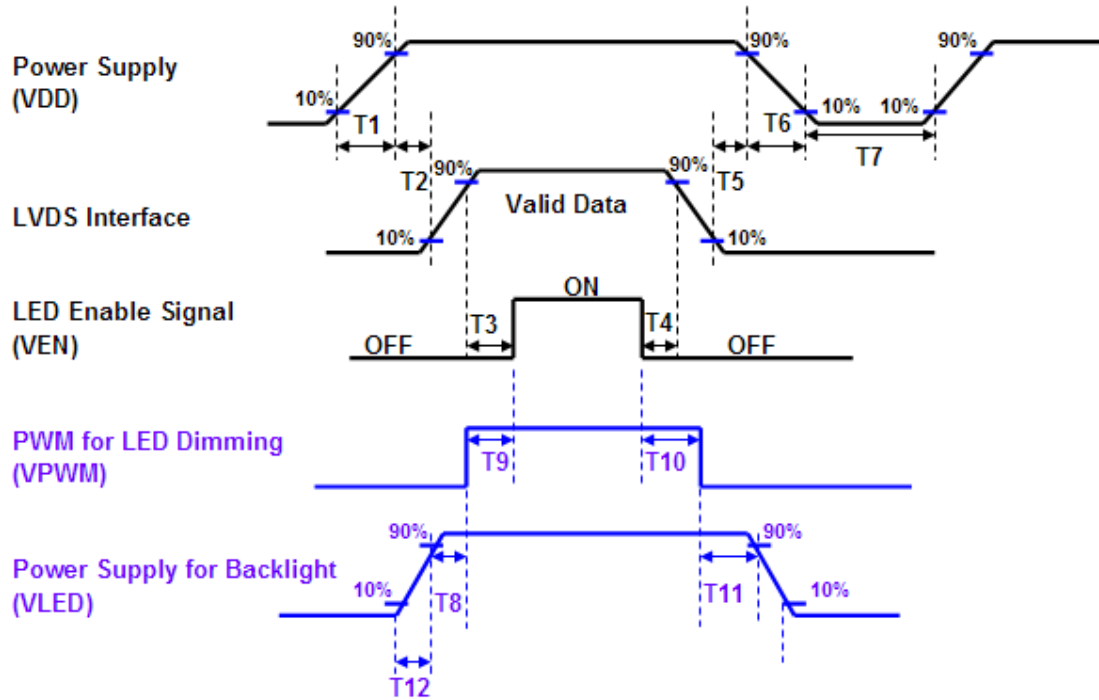 90%
90%
90%
Power Supply
(VDD)
10%
10%
10%
T1
T6
T7
T2
T5
90%
90%
LVDS Interface
Valid Data
10%
10%
LED Enable Signal
(VEN)
ON
T3
T4
OFF
OFF
PWM for LED Dimming
(VPWM)
T9
T10
90%
90%
Power Supply for Backlight
(VLED)
10%
T8
T11
10%
T12